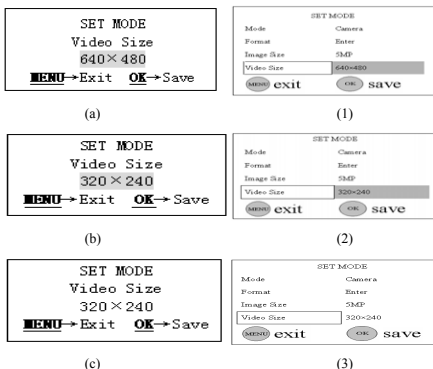 SET MODE
Video Size
640×480
MENU→Exit OK→Save
(a)
SET MODE
Mode Camera
Format Enter
Image Size 5MP
Video Size 640×480
MENU exit OK save
(1)
SET MODE
Video Size
320×240
MENU→Exit OK→Save
(b)
SET MODE
Mode Camera
Format Enter
Image Size 5MP
Video Size 320×240
MENU exit OK save
(2)
SET MODE
Video Size
320×240
MENU→Exit OK→Save
(c)
SET MODE
Mode Camera
Format Enter
Image Size 5MP
Video Size 320×240
MENU exit OK save
(3)